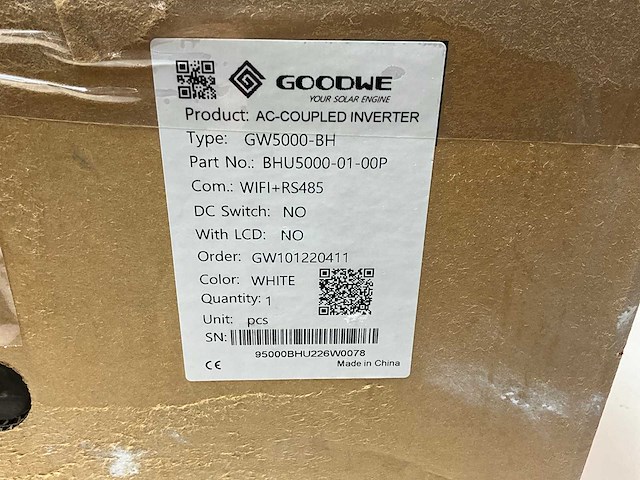 GOODWE
YOUR SOLAR ENGINE
Product: AC-COUPLED INVERTER
Type: GW5000-BH
Part No.: BHU5000-01-00P
Com.: WIFI+RS485
DC Switch: NO
With LCD: NO
Order: GW101220411
Color: WHITE
Quantity: 1
Unit: pcs
SN:
95000BHU226W0078
CE Made in China